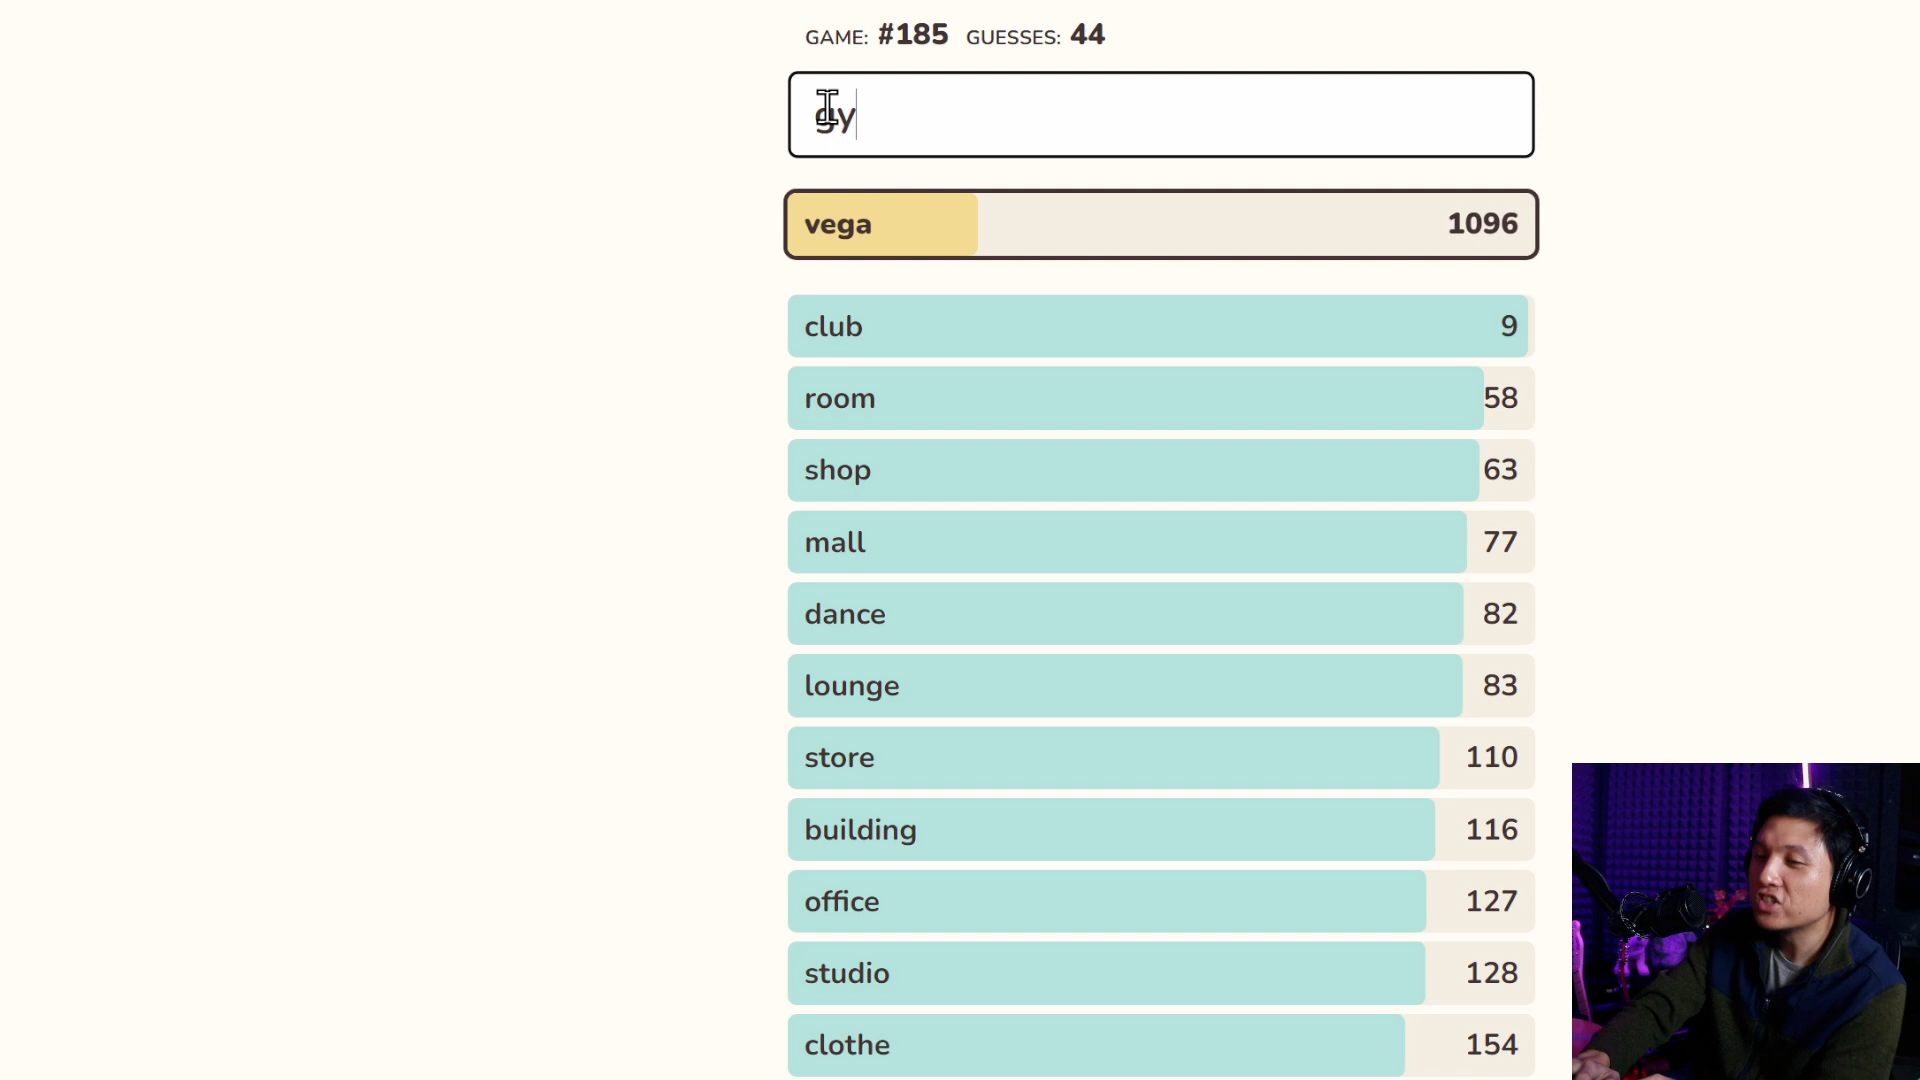 GAME: #185 GUESSES: 44
gy
vega 1096
club 9
room 58
shop 63
mall 77
dance 82
lounge 83
store 110
building 116
office 127
studio 128
clothe 154